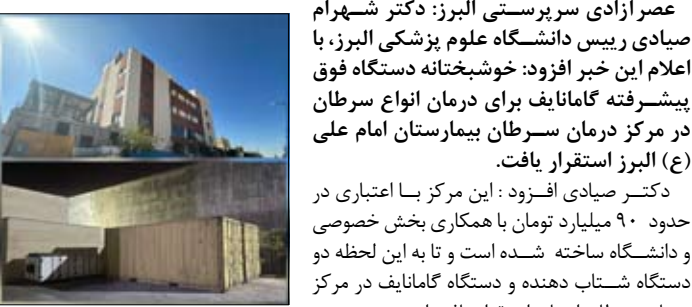 عصرآزادی سرپرستی البرز: دکتر شهرام
صیادی رییس دانشگاه علوم پزشکی البرز، با
اعلام این خبر افزود: خوشبختانه دستگاه فوق
پیشرفته گامانایف برای درمان انواع سرطان
در مرکز درمان سرطان بیمارستان امام علی
(ع) البرز استقرار یافت.
دکتر صیادی افزود : این مرکز با اعتباری در
حدود ۹۰ میلیارد تومان با همکاری بخش خصوصی
و دانشگاه ساخته شده است و تا به این لحظه دو
دستگاه شتاب دهنده و دستگاه گامانایف در مرکز